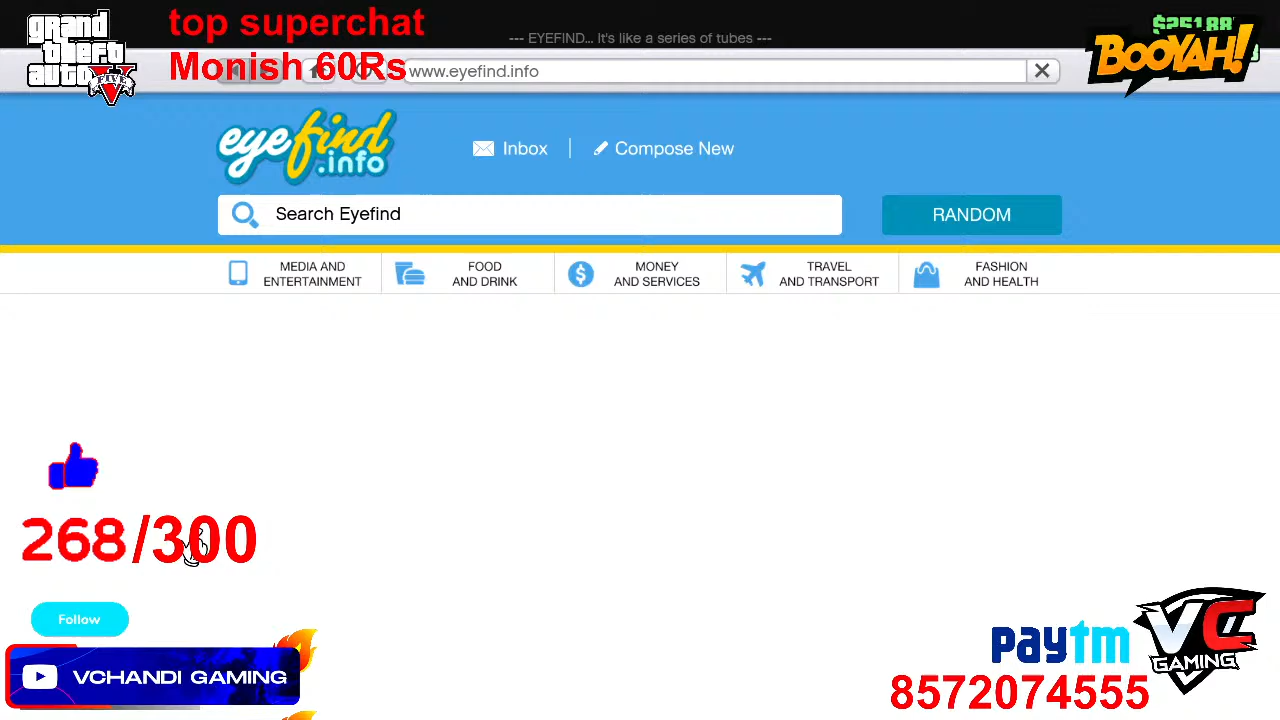 grand
theft
auto
FIVE
top superchat
Monish 60Rs
--- EYEFIND... It's like a series of tubes ---
BOOYAH!
www.eyefind.info
eyefind
.info
Inbox
Compose New
Search Eyefind
RANDOM
MEDIA AND
ENTERTAINMENT
FOOD
AND DRINK
MONEY
AND SERVICES
TRAVEL
AND TRANSPORT
FASHION
AND HEALTH
268/300
Follow
VCHANDI GAMING
paytm
8572074555
VC
GAMING